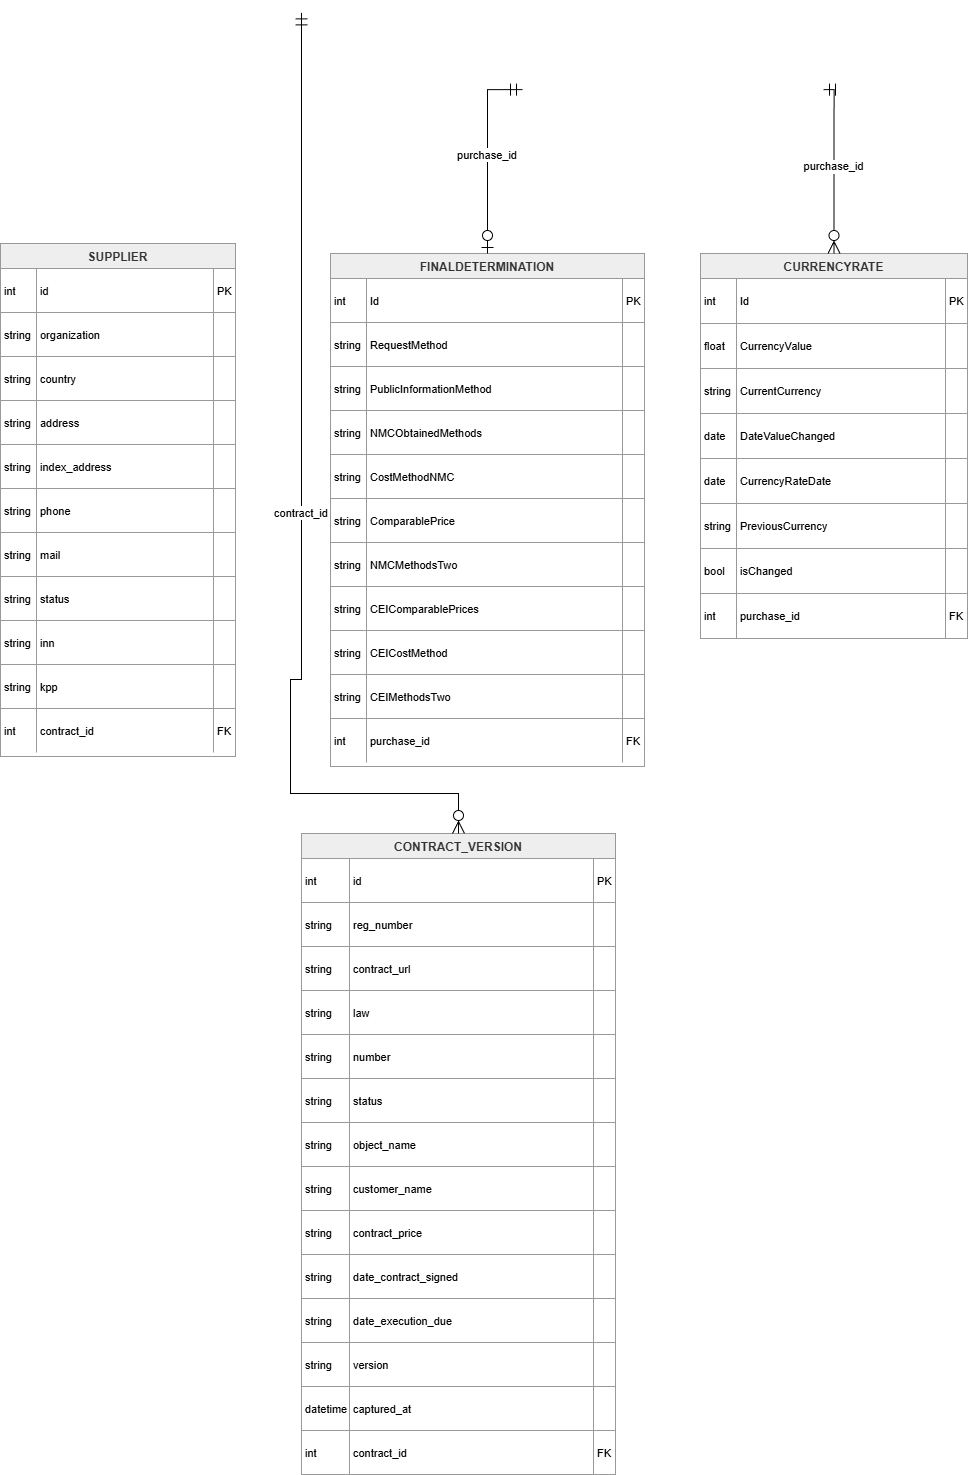 purchase_id
purchase_id
SUPPLIER
int id PK
string organization
string country
string address
string index_address
string phone
string mail
string status
string inn
string kpp
int contract_id FK
contract_id
FINALDETERMINATION
int Id PK
string RequestMethod
string PublicInformationMethod
string NMCObtainedMethods
string CostMethodNMC
string ComparablePrice
string NMCMethodsTwo
string CEIComparablePrices
string CEICostMethod
string CEIMethodsTwo
int purchase_id FK
CURRENCYRATE
int Id PK
float CurrencyValue
string CurrentCurrency
date DateValueChanged
date CurrencyRateDate
string PreviousCurrency
bool isChanged
int purchase_id FK
CONTRACT_VERSION
int id PK
string reg_number
string contract_url
string law
string number
string status
string object_name
string customer_name
string contract_price
string date_contract_signed
string date_execution_due
string version
datetime captured_at
int contract_id FK